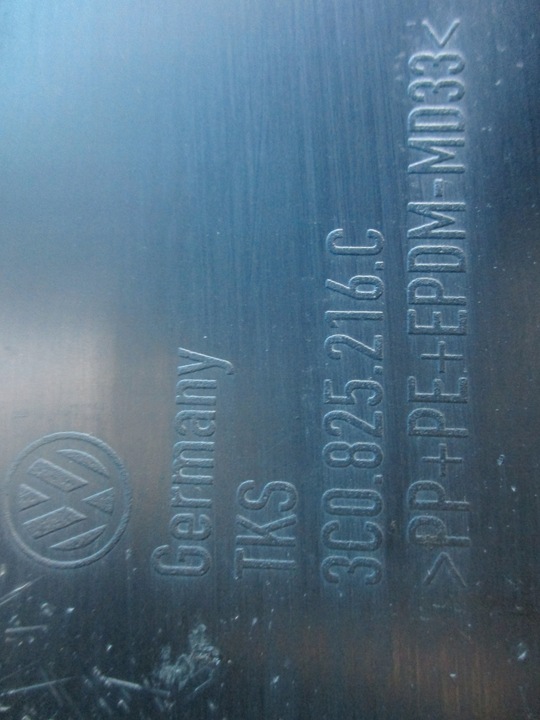 Germany
TKS
3C0.825.216.C
>PP+PE+EPDM-MD33<